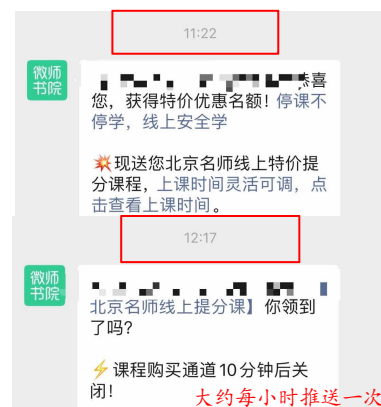 11:22
微师
书院
恭喜
您，获得特价优惠名额！停课不
停学，线上安全学
现送您北京名师线上特价提
分课程，上课时间灵活可调，点
击查看上课时间。
12:17
微师
书院
北京名师线上提分课】你领到
了吗？
课程购买通道10分钟后关
闭！
大约每小时推送一次